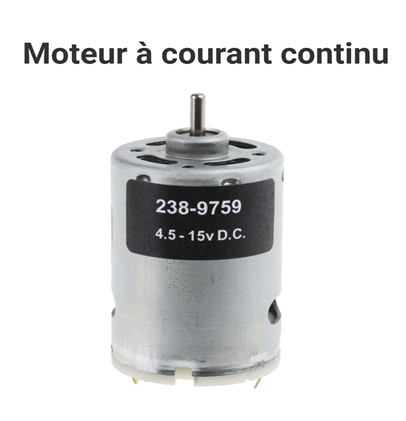 Moteur à courant continu
238-9759
4.5 - 15v D.C.